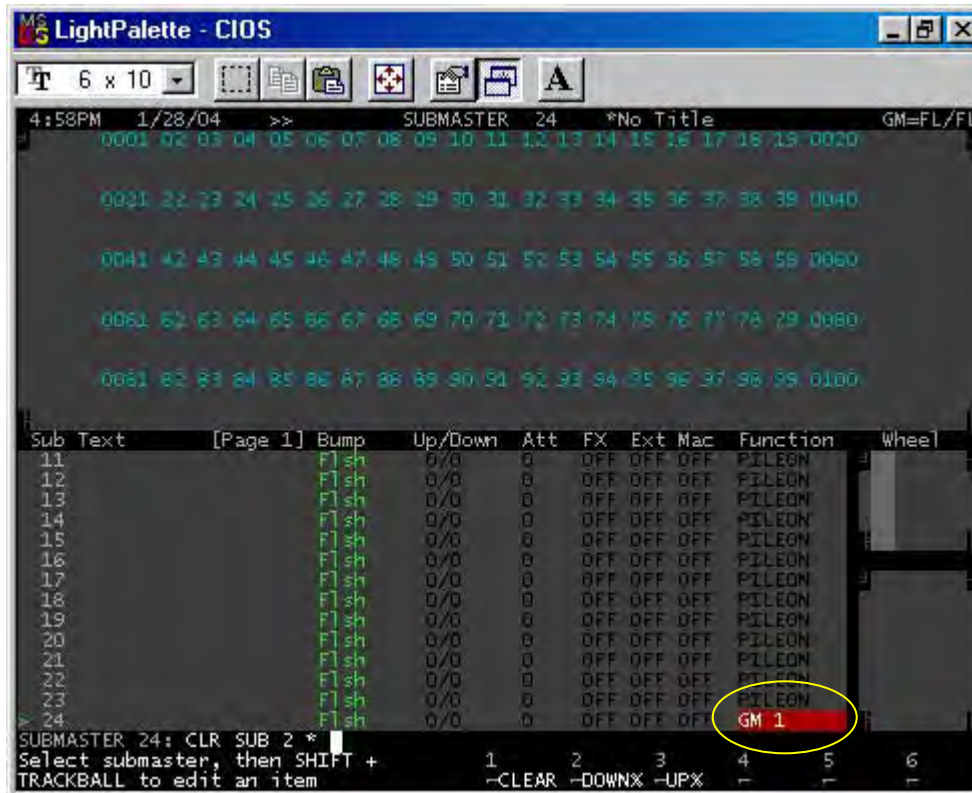 LightPalette - CIOS
6 x 10
A
4:58PM 1/28/04 >> SUBMASTER 24 *No Title GM=FL/FL
0001 02 03 04 05 06 07 08 09 10 11 12 13 14 15 16 17 18 19 0020
0021 22 23 24 25 26 27 28 29 30 31 32 33 34 35 36 37 38 39 0040
0041 42 43 44 45 46 47 48 49 50 51 52 53 54 55 56 57 58 59 0060
0061 62 63 64 65 66 67 68 69 70 71 72 73 74 75 76 77 78 79 0080
0081 82 83 84 85 86 87 88 89 90 91 92 93 94 95 96 97 98 99 0100
Sub Text [Page 1] Bump Up/Down Att FX Ext Mac Function Wheel
11 Flsh 0/0 0 OFF OFF OFF PILEON
12 Flsh 0/0 0 OFF OFF OFF PILEON
13 Flsh 0/0 0 OFF OFF OFF PILEON
14 Flsh 0/0 0 OFF OFF OFF PILEON
15 Flsh 0/0 0 OFF OFF OFF PILEON
16 Flsh 0/0 0 OFF OFF OFF PILEON
17 Flsh 0/0 0 OFF OFF OFF PILEON
18 Flsh 0/0 0 OFF OFF OFF PILEON
19 Flsh 0/0 0 OFF OFF OFF PILEON
20 Flsh 0/0 0 OFF OFF OFF PILEON
21 Flsh 0/0 0 OFF OFF OFF PILEON
22 Flsh 0/0 0 OFF OFF OFF PILEON
23 Flsh 0/0 0 OFF OFF OFF PILEON
> 24 Flsh 0/0 0 OFF OFF OFF GM 1
SUBMASTER 24: CLR SUB 2 *
Select submaster, then SHIFT + 1 2 3 4 5 6
TRACKBALL to edit an item CLEAR DOWN% UP%